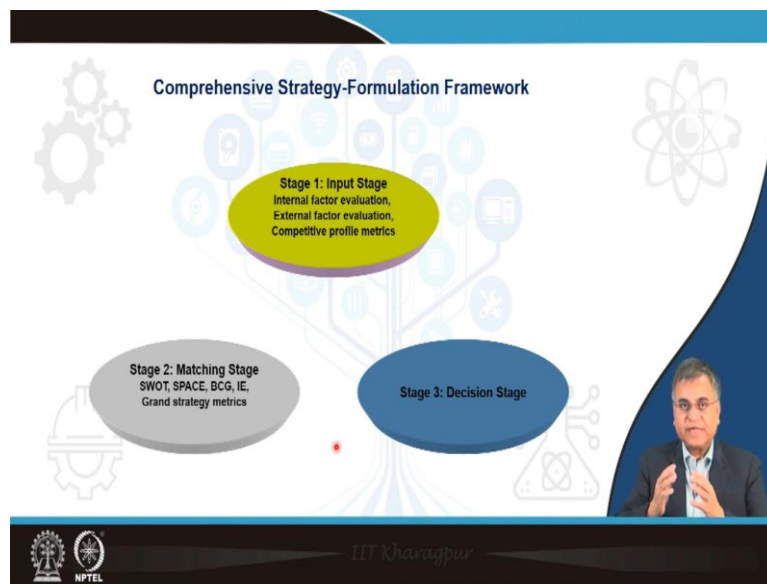 Comprehensive Strategy-Formulation Framework
Stage 1: Input Stage
Internal factor evaluation,
External factor evaluation,
Competitive profile metrics
Stage 2: Matching Stage
SWOT, SPACE, BCG, IE,
Grand strategy metrics
Stage 3: Decision Stage
IIT Kharagpur
NPTEL